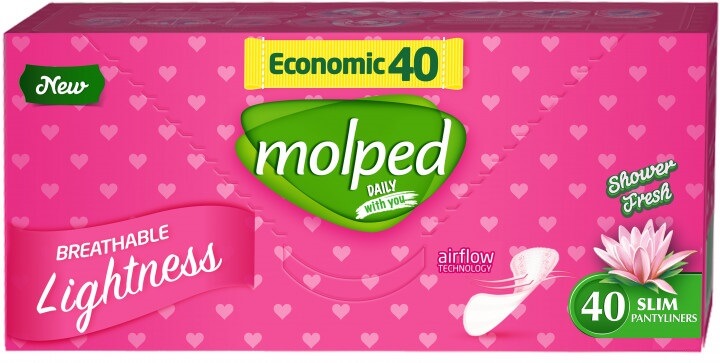 Economic 40
New
molped
DAILY
with you
Shower
Fresh
BREATHABLE
Lightness
airflow
TECHNOLOGY
40 SLIM
PANTYLINERS